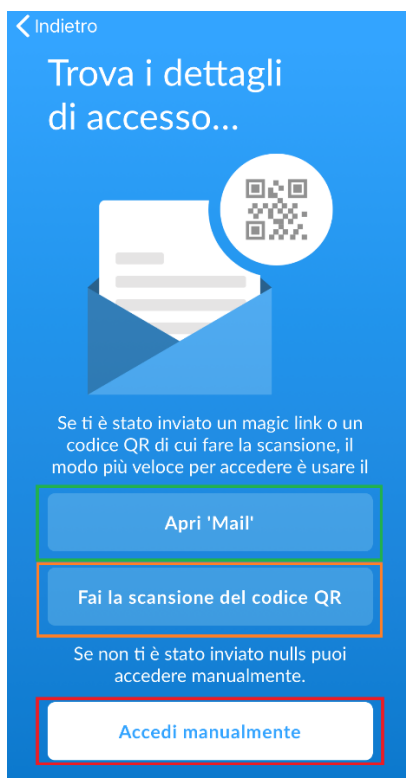 Indietro
Trova i dettagli
di accesso...
Se ti è stato inviato un magic link o un
codice QR di cui fare la scansione, il
modo più veloce per accedere è usare il
Apri 'Mail'
Fai la scansione del codice QR
Se non ti è stato inviato nulls puoi
accedere manualmente.
Accedi manualmente